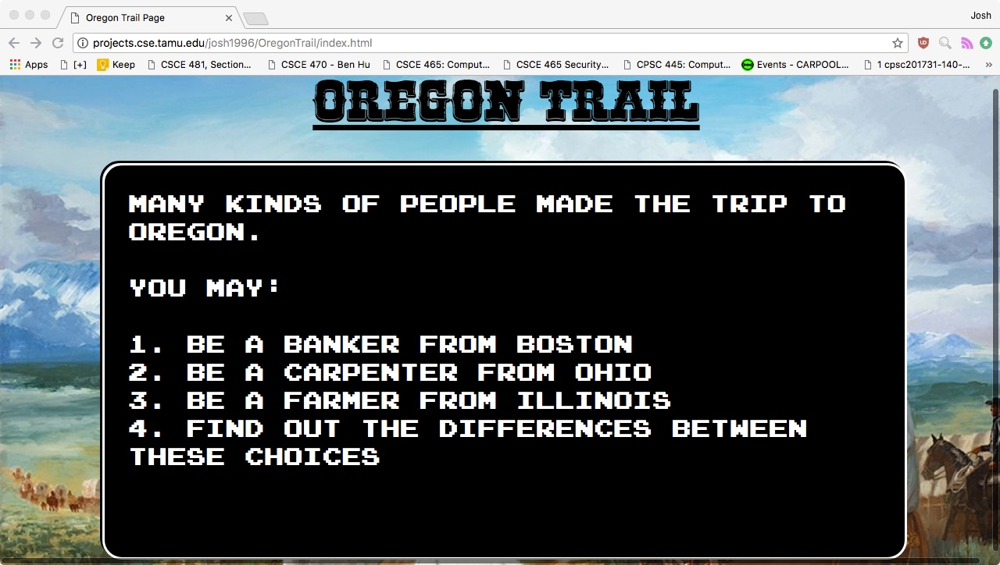 Oregon Trail Page
Josh
projects.cse.tamu.edu/josh1996/OregonTrail/index.html
Apps [+] Keep CSCE 481, Section... CSCE 470 - Ben Hu CSCE 465: Comput... CSCE 465 Security... CPSC 445: Comput... Events - CARPOOL... 1 cpsc201731-140-... »
OREGON TRAIL
MANY KINDS OF PEOPLE MADE THE TRIP TO
OREGON.
YOU MAY:
1. BE A BANKER FROM BOSTON
2. BE A CARPENTER FROM OHIO
3. BE A FARMER FROM ILLINOIS
4. FIND OUT THE DIFFERENCES BETWEEN
THESE CHOICES